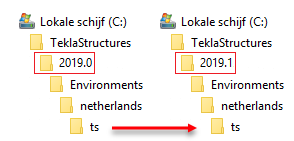 Lokale schijf (C:)
TeklaStructures
2019.0
Environments
netherlands
ts
Lokale schijf (C:)
TeklaStructures
2019.1
Environments
netherlands
ts